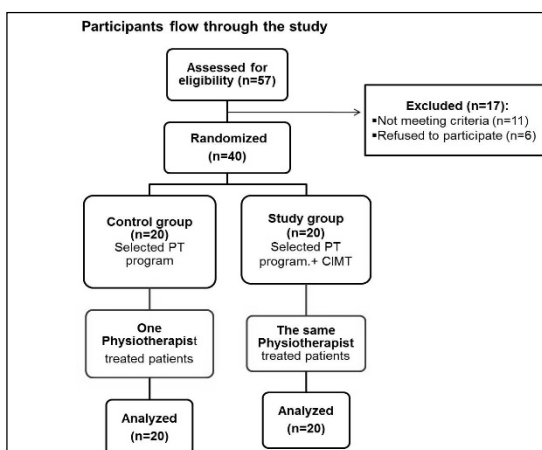 Participants flow through the study
Assessed for
eligibility (n=57)
Excluded (n=17):
▪Not meeting criteria (n=11)
▪Refused to participate (n=6)
Randomized
(n=40)
Control group
(n=20)
Selected PT
program
Study group
(n=20)
Selected PT
program.+ CIMT
One
Physiotherapist
treated patients
The same
Physiotherapist
treated patients
Analyzed
(n=20)
Analyzed
(n=20)